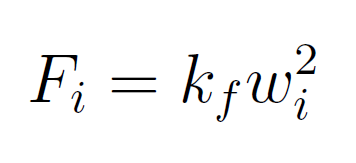 F_i = k_f w_i^2